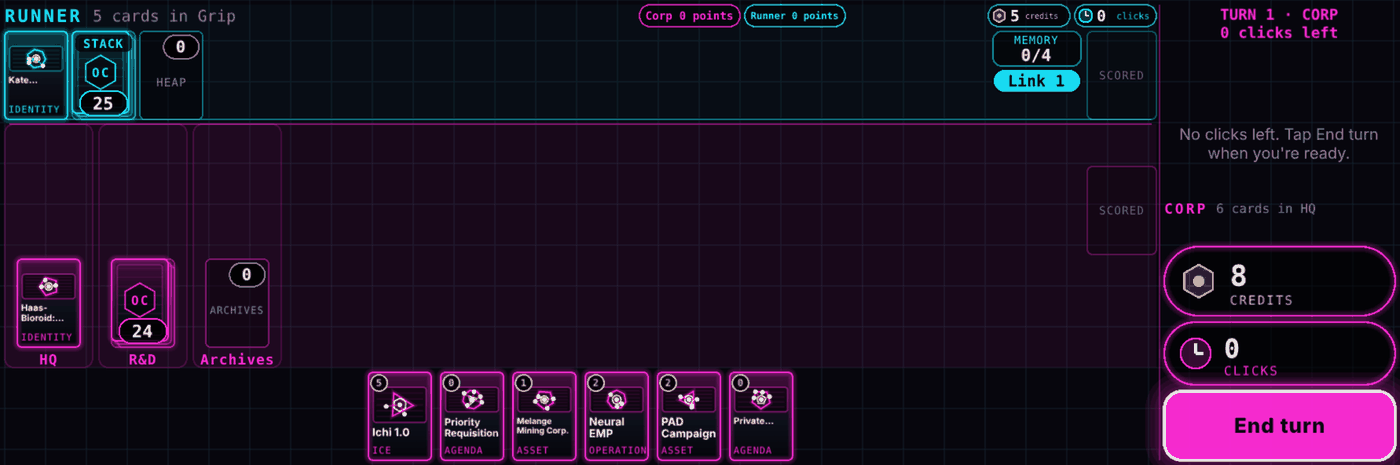 RUNNER 5 cards in Grip
Corp 0 points
Runner 0 points
5 credits
0 clicks
TURN 1 · CORP
0 clicks left
Kate...
IDENTITY
STACK
OC
25
0
HEAP
MEMORY
0/4
Link 1
SCORED
No clicks left. Tap End turn
when you're ready.
SCORED
CORP 6 cards in HQ
Haas-
Bioroid:...
IDENTITY
HQ
OC
24
R&D
0
ARCHIVES
Archives
8
CREDITS
0
CLICKS
End turn
5
Ichi 1.0
ICE
0
Priority
Requisition
AGENDA
1
Melange
Mining Corp.
ASSET
2
Neural
EMP
OPERATION
2
PAD
Campaign
ASSET
0
Private...
AGENDA